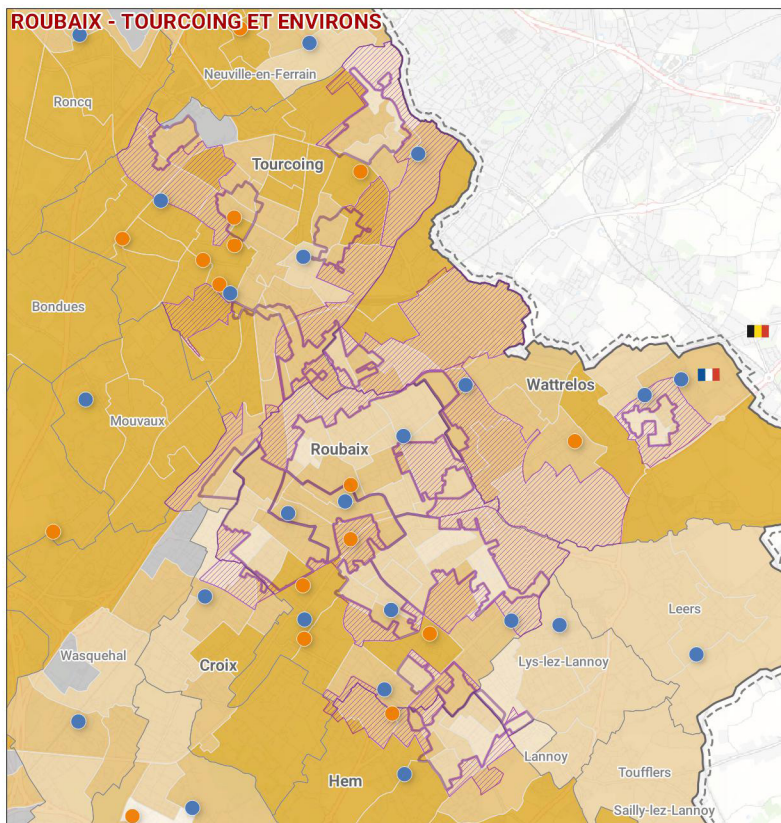 ROUBAIX - TOURCOING ET ENVIRONS
Neuville-en-Ferrain
Roncq
Tourcoing
Bondues
Wattrelos
Mouvaux
Roubaix
Leers
Wasquehal
Croix
Lys-lez-Lannoy
Lannoy
Hem
Toufflers
Sailly-lez-Lannoy